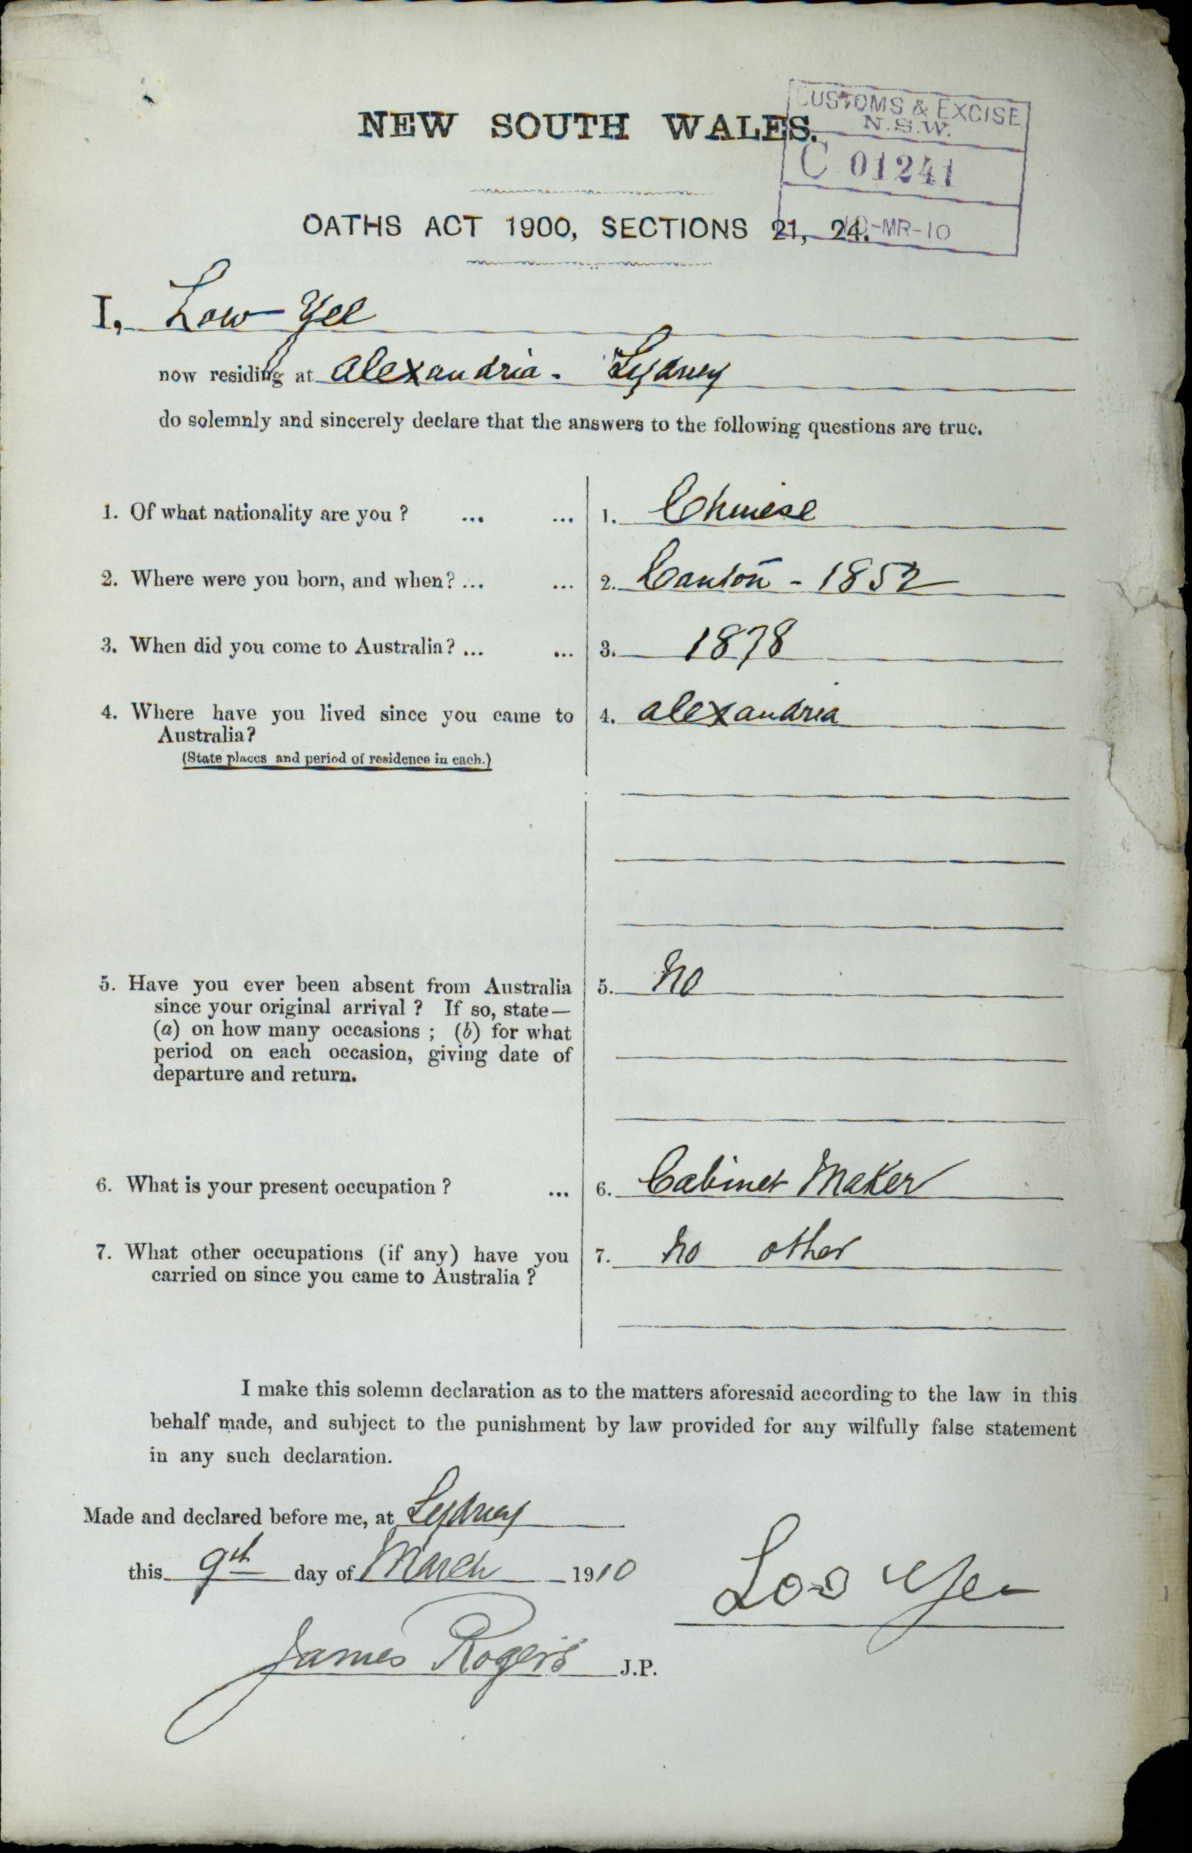 NEW SOUTH WALES.
CUSTOMS & EXCISE
N.S.W.
C 01241
-MR-10
OATHS ACT 1900, SECTIONS 21, 24.
I, Low Yee
now residing at Alexandria - Sydney
do solemnly and sincerely declare that the answers to the following questions are true.
1. Of what nationality are you ? ... ... 1. Chinese
2. Where were you born, and when? ... ... 2. Canton - 1852
3. When did you come to Australia? ... ... 3. 1878
4. Where have you lived since you came to 4. Alexandria
Australia?
(State places and period of residence in each.)
5. Have you ever been absent from Australia 5. No
since your original arrival ? If so, state—
(a) on how many occasions ; (b) for what
period on each occasion, giving date of
departure and return.
6. What is your present occupation ? ... 6. Cabinet Maker
7. What other occupations (if any) have you 7. No other
carried on since you came to Australia ?
I make this solemn declaration as to the matters aforesaid according to the law in this
behalf made, and subject to the punishment by law provided for any wilfully false statement
in any such declaration.
Made and declared before me, at Sydney
this 9th day of March 1910
Loo Yee
James Rogers J.P.